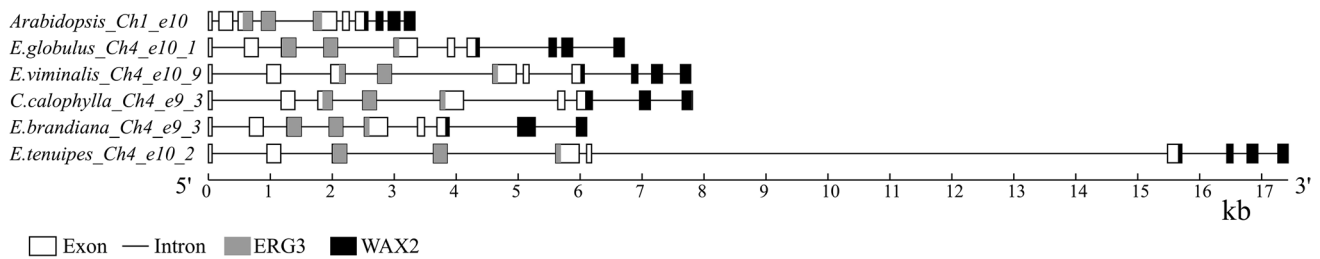 Arabidopsis_Ch1_e10
E.globulus_Ch4_e10_1
E.viminalis_Ch4_e10_9
C.calophylla_Ch4_e9_3
E.brandiana_Ch4_e9_3
E.tenuipes_Ch4_e10_2
5' 0 1 2 3 4 5 6 7 8 9 10 11 12 13 14 15 16 17 3'
kb
Exon Intron ERG3 WAX2